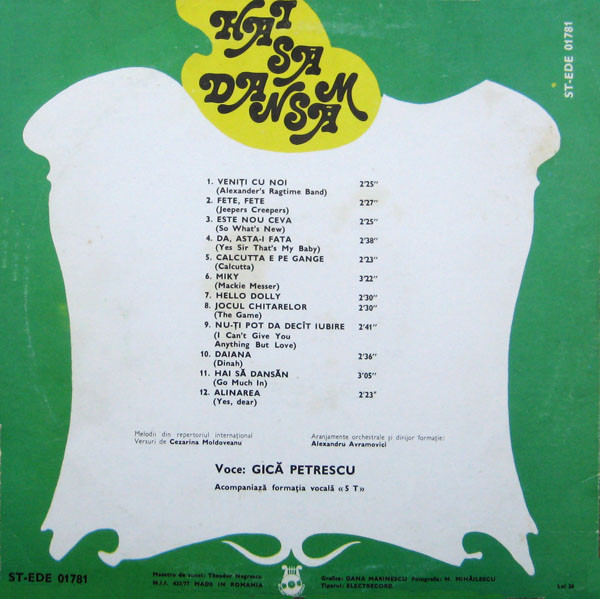 HAI
SA
DANSAM
ST-EDE 01781
1. VENIȚI CU NOI 2'25"
(Alexander's Ragtime Band)
2. FETE, FETE 2'27"
(Jeepers Creepers)
3. ESTE NOU CEVA 2'25"
(So What's New)
4. DA, ASTA-I FATA 2'38"
(Yes Sir That's My Baby)
5. CALCUTTA E PE GANGE 2'23"
(Calcutta)
6. MIKY 3'22"
(Mackie Messer)
7. HELLO DOLLY 2'30"
8. JOCUL CHITARELOR 2'30"
(The Game)
9. NU-ȚI POT DA DECÎT IUBIRE 2'41"
(I Can't Give You
Anything But Love)
10. DAIANA 2'36"
(Dinah)
11. HAI SĂ DANSĂN 3'05"
(Go Much In)
12. ALINAREA 2'23"
(Yes, dear)
Melodii din repertoriul internațional
Versuri de Cezarina Moldoveanu
Aranjamente orchestrale și dirijor formație:
Alexandru Avramovici
Voce: GICĂ PETRESCU
Acompaniază formația vocală «5 T»
ST-EDE 01781
Maestru de sunet: Theodor Negrescu
M.I.I. 423/77 MADE IN ROMANIA
Grafica: DANA MARINESCU Fotografia: N. MIHĂILESCU
Tiparul: ELECTRECORD
Lei 36